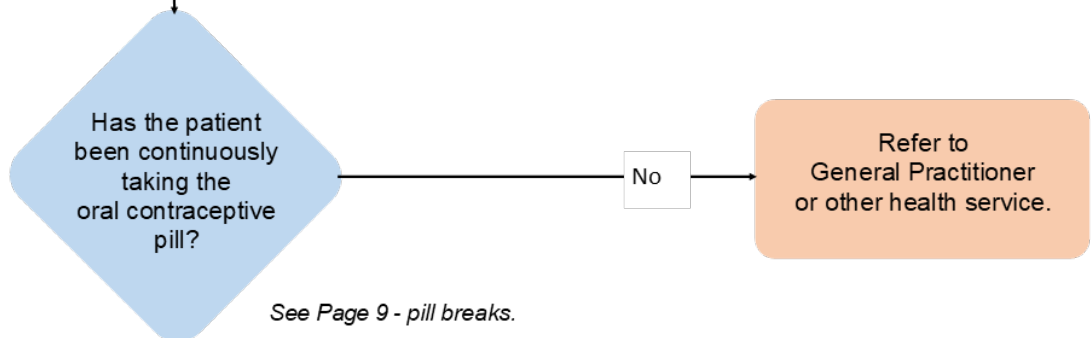 Has the patient
been continuously
taking the
oral contraceptive
pill?
No
Refer to
General Practitioner
or other health service.
See Page 9 - pill breaks.